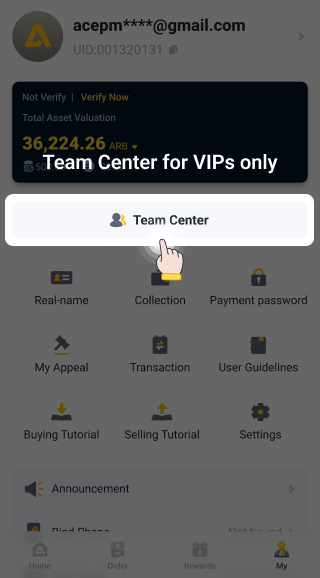 acepm****@gmail.com
UID:001320131
Not Verify | Verify Now
Total Asset Valuation
36,224.26 ARB
Team Center for VIPs only
Team Center
Real-name
Collection
Payment password
My Appeal
Transaction
User Guidelines
Buying Tutorial
Selling Tutorial
Settings
Announcement
Bind Phone
Not bound
Home
Order
Rewards
My